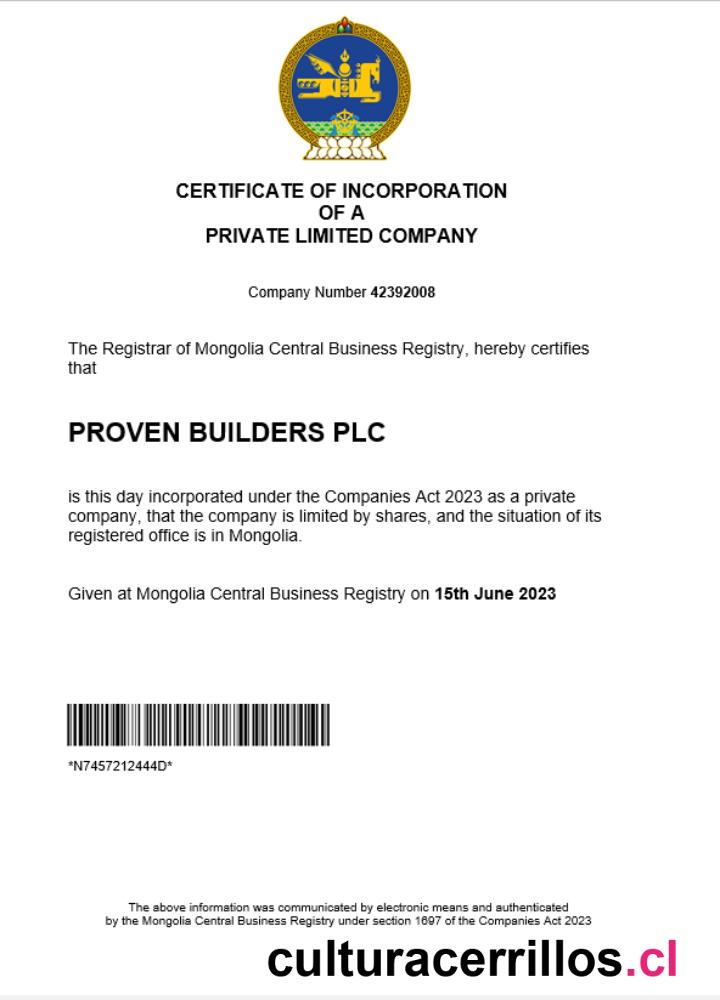 CERTIFICATE OF INCORPORATION
OF A
PRIVATE LIMITED COMPANY
Company Number 42392008
The Registrar of Mongolia Central Business Registry, hereby certifies
that
PROVEN BUILDERS PLC
is this day incorporated under the Companies Act 2023 as a private
company, that the company is limited by shares, and the situation of its
registered office is in Mongolia.
Given at Mongolia Central Business Registry on 15th June 2023
*N7457212444D*
The above information was communicated by electronic means and authenticated
by the Mongolia Central Business Registry under section 1697 of the Companies Act 2023
culturacerrillos.cl